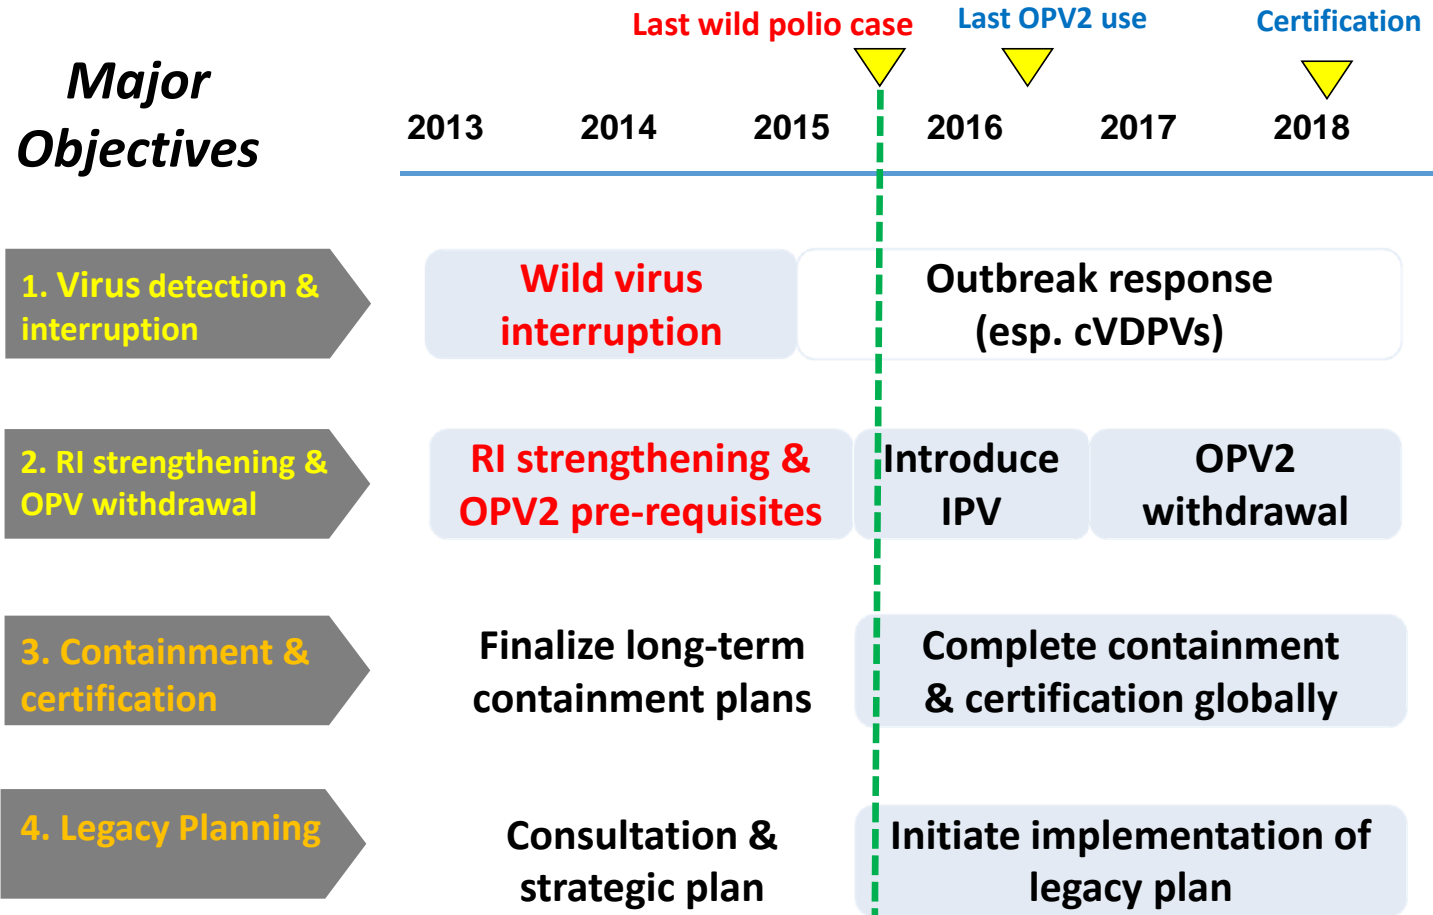 Last wild polio case
Last OPV2 use
Certification
Major
Objectives
2013 2014 2015 2016 2017 2018
1. Virus detection &
interruption
Wild virus
interruption
Outbreak response
(esp. cVDPVs)
2. RI strengthening &
OPV withdrawal
RI strengthening &
OPV2 pre-requisites
Introduce
IPV
OPV2
withdrawal
3. Containment &
certification
Finalize long-term
containment plans
Complete containment
& certification globally
4. Legacy Planning
Consultation &
strategic plan
Initiate implementation of
legacy plan